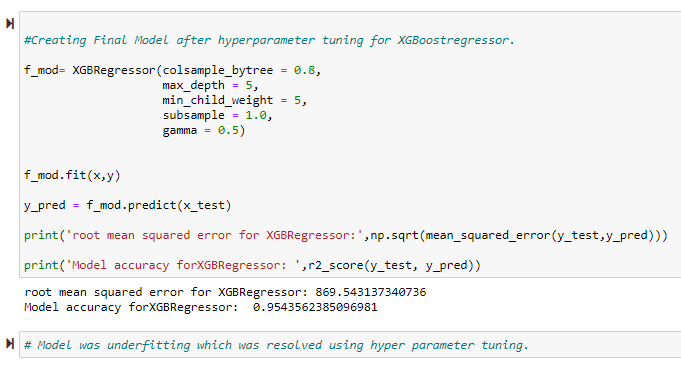 #Creating Final Model after hyperparameter tuning for XGBoostregressor.
f_mod= XGBRegressor(colsample_bytree = 0.8,
max_depth = 5,
min_child_weight = 5,
subsample = 1.0,
gamma = 0.5)
f_mod.fit(x,y)
y_pred = f_mod.predict(x_test)
print('root mean squared error for XGBRegressor:',np.sqrt(mean_squared_error(y_test,y_pred)))
print('Model accuracy forXGBRegressor: ',r2_score(y_test, y_pred))
root mean squared error for XGBRegressor: 869.543137340736
Model accuracy forXGBRegressor:  0.9543562385096981
# Model was underfitting which was resolved using hyper parameter tuning.